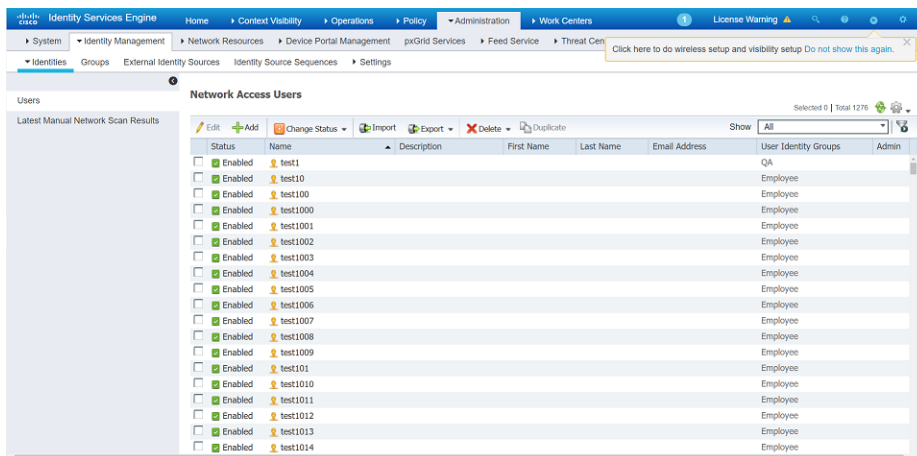 CISCO Identity Services Engine Home Context Visibility Operations Policy Administration Work Centers 1 License Warning
System Identity Management Network Resources Device Portal Management pxGrid Services Feed Service Threat Cen
Click here to do wireless setup and visibility setup Do not show this again.
Identities Groups External Identity Sources Identity Source Sequences Settings
Users
Latest Manual Network Scan Results
Network Access Users
Selected 0 | Total 1276
Edit Add Change Status Import Export Delete Duplicate Show All
Status Name Description First Name Last Name Email Address User Identity Groups Admin
Enabled test1 QA
Enabled test10 Employee
Enabled test100 Employee
Enabled test1000 Employee
Enabled test1001 Employee
Enabled test1002 Employee
Enabled test1003 Employee
Enabled test1004 Employee
Enabled test1005 Employee
Enabled test1006 Employee
Enabled test1007 Employee
Enabled test1008 Employee
Enabled test1009 Employee
Enabled test101 Employee
Enabled test1010 Employee
Enabled test1011 Employee
Enabled test1012 Employee
Enabled test1013 Employee
Enabled test1014 Employee